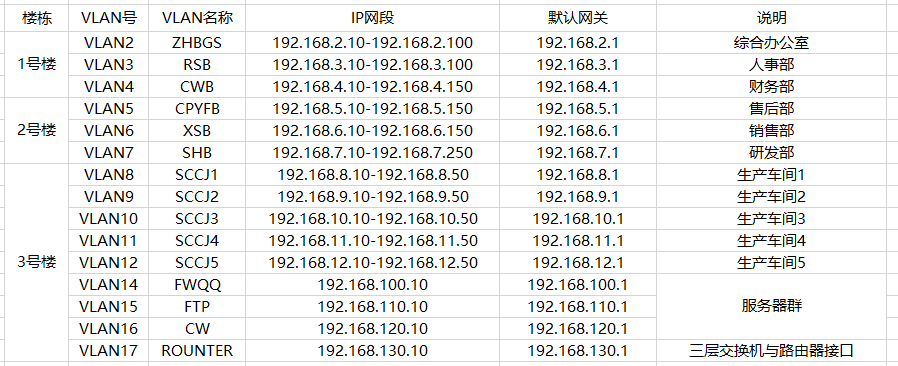 楼栋 VLAN号 VLAN名称 IP网段 默认网关 说明
1号楼 VLAN2 ZHBGS 192.168.2.10-192.168.2.100 192.168.2.1 综合办公室
VLAN3 RSB 192.168.3.10-192.168.3.100 192.168.3.1 人事部
VLAN4 CWB 192.168.4.10-192.168.4.150 192.168.4.1 财务部
2号楼 VLAN5 CPYFB 192.168.5.10-192.168.5.150 192.168.5.1 售后部
VLAN6 XSB 192.168.6.10-192.168.6.150 192.168.6.1 销售部
VLAN7 SHB 192.168.7.10-192.168.7.250 192.168.7.1 研发部
3号楼 VLAN8 SCCJ1 192.168.8.10-192.168.8.50 192.168.8.1 生产车间1
VLAN9 SCCJ2 192.168.9.10-192.168.9.50 192.168.9.1 生产车间2
VLAN10 SCCJ3 192.168.10.10-192.168.10.50 192.168.10.1 生产车间3
VLAN11 SCCJ4 192.168.11.10-192.168.11.50 192.168.11.1 生产车间4
VLAN12 SCCJ5 192.168.12.10-192.168.12.50 192.168.12.1 生产车间5
VLAN14 FWQQ 192.168.100.10 192.168.100.1 服务器群
VLAN15 FTP 192.168.110.10 192.168.110.1
VLAN16 CW 192.168.120.10 192.168.120.1
VLAN17 ROUNTER 192.168.130.10 192.168.130.1 三层交换机与路由器接口